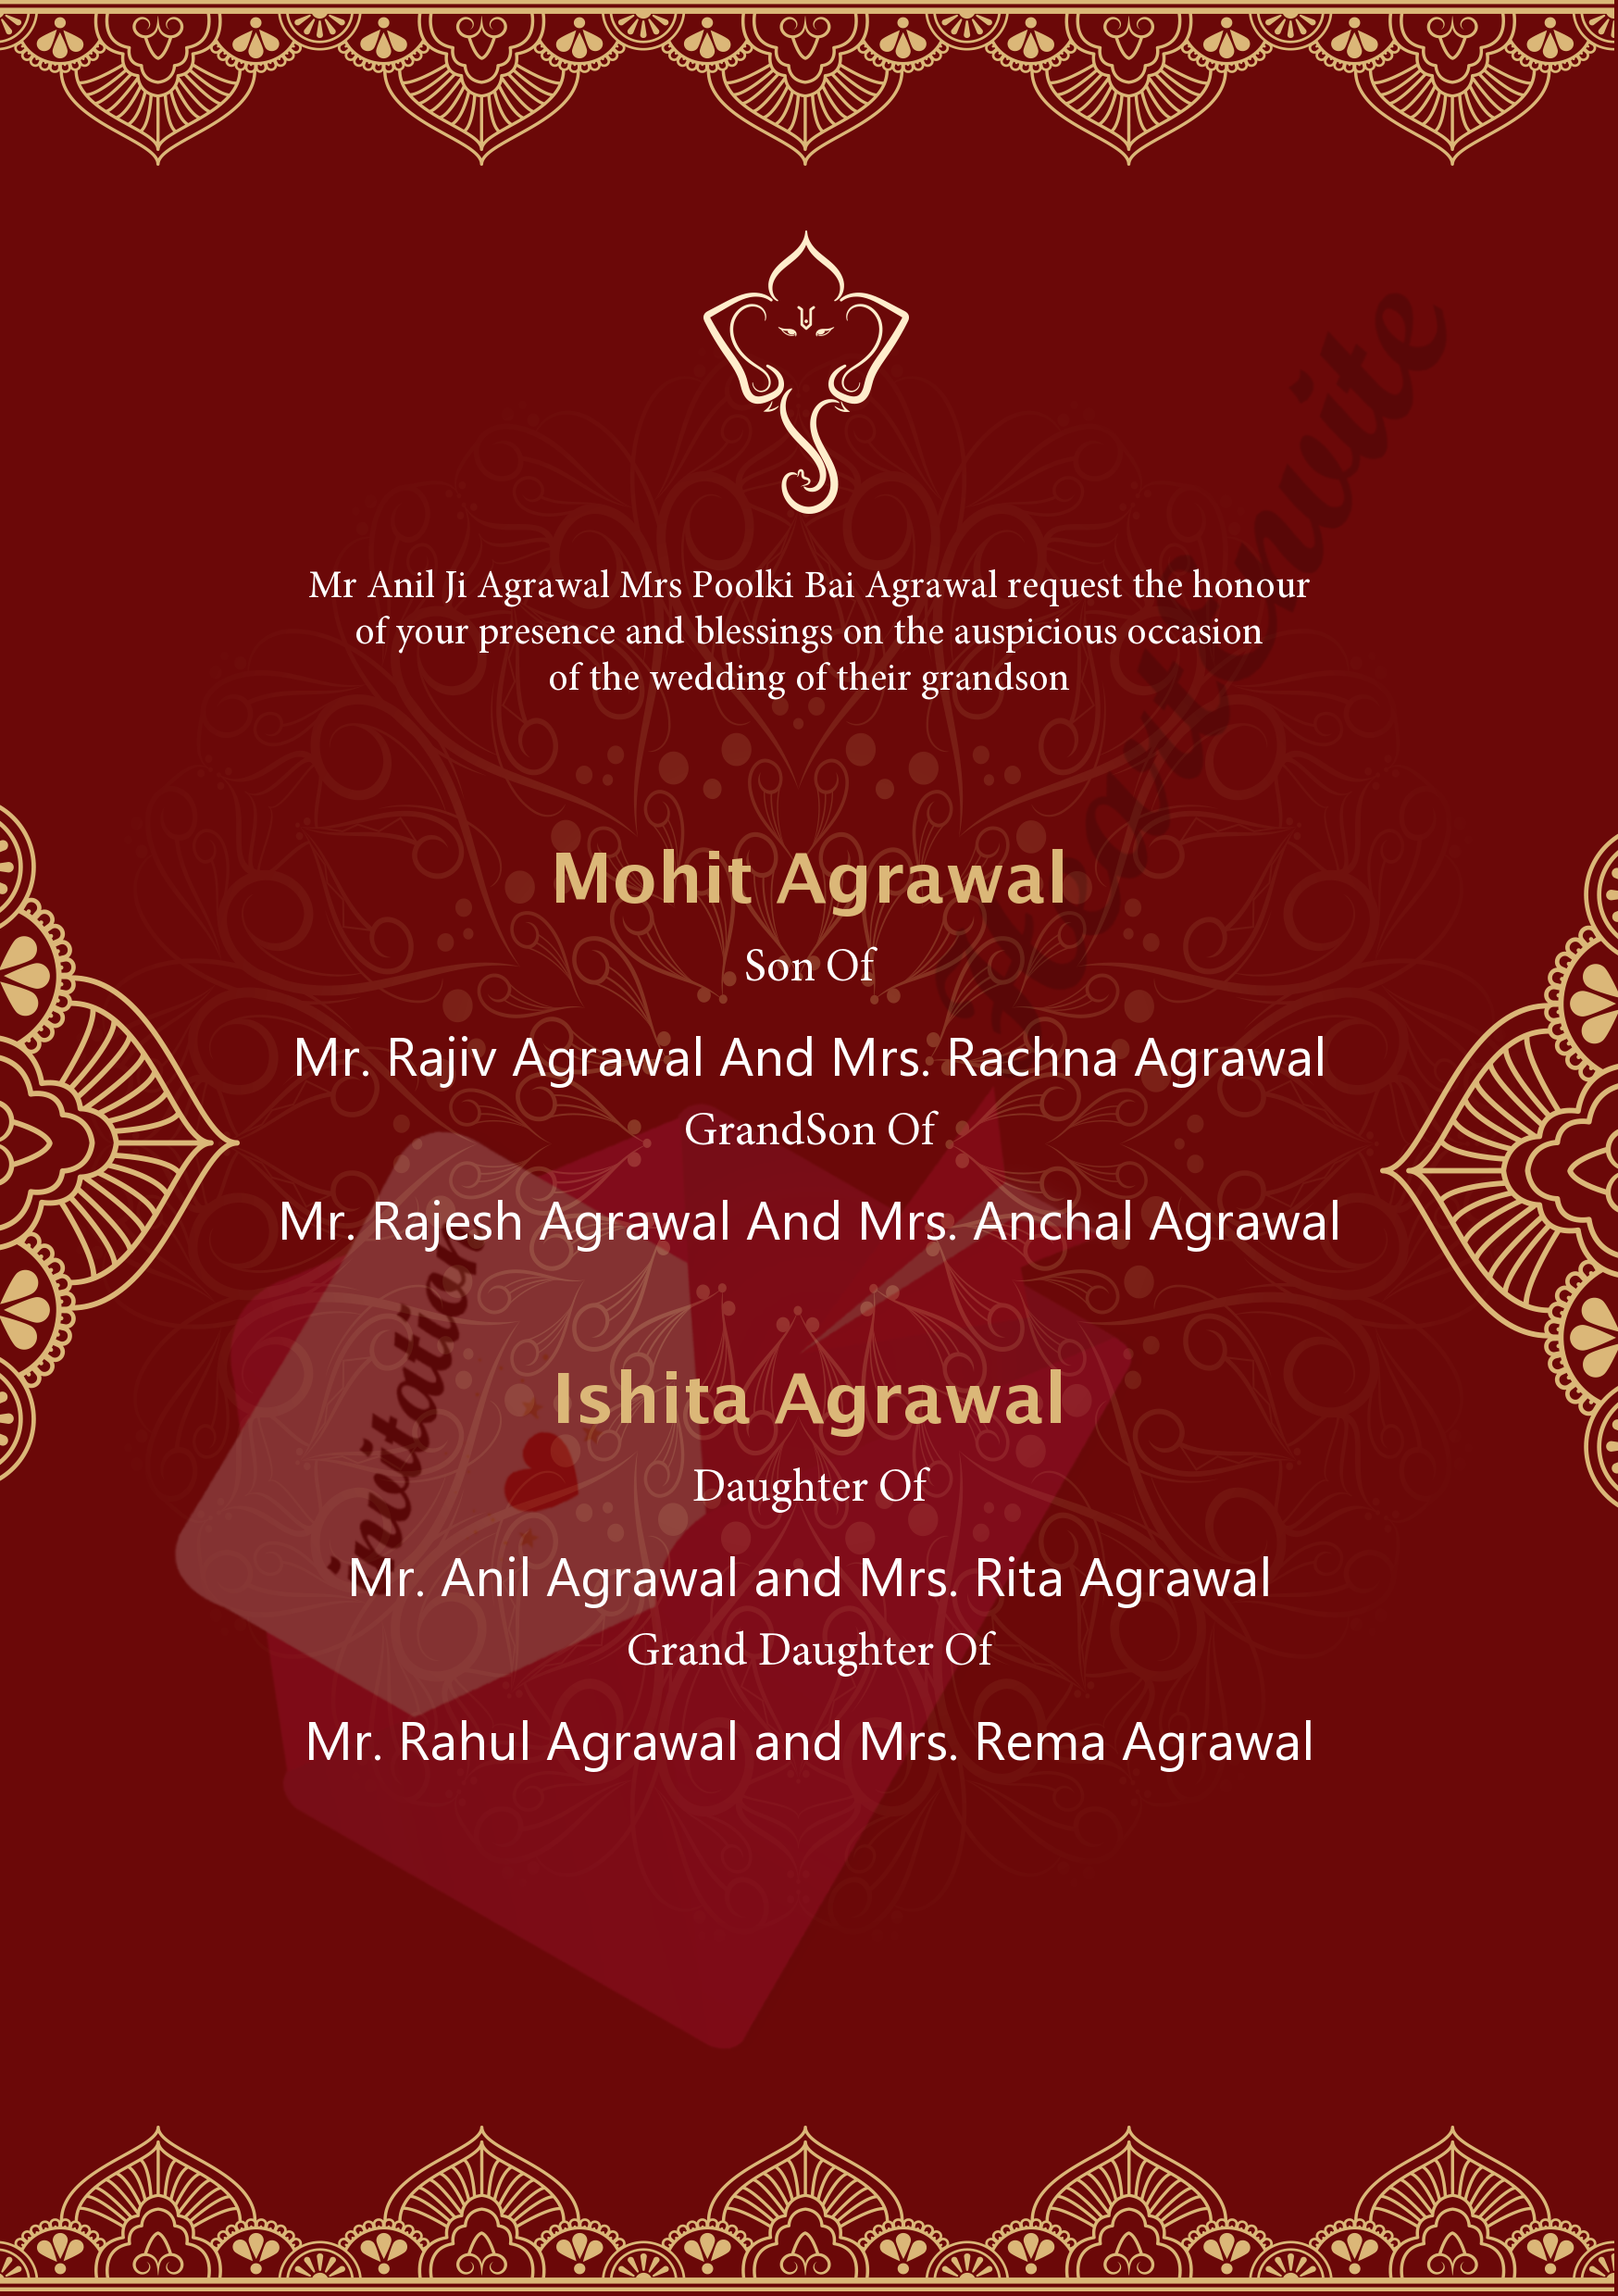 Mr Anil Ji Agrawal Mrs Poolki Bai Agrawal request the honour
of your presence and blessings on the auspicious occasion
of the wedding of their grandson
Mohit Agrawal
Son Of
Mr. Rajiv Agrawal And Mrs. Rachna Agrawal
GrandSon Of
Mr. Rajesh Agrawal And Mrs. Anchal Agrawal
invitation
Ishita Agrawal
Daughter Of
Mr. Anil Agrawal and Mrs. Rita Agrawal
Grand Daughter Of
Mr. Rahul Agrawal and Mrs. Rema Agrawal